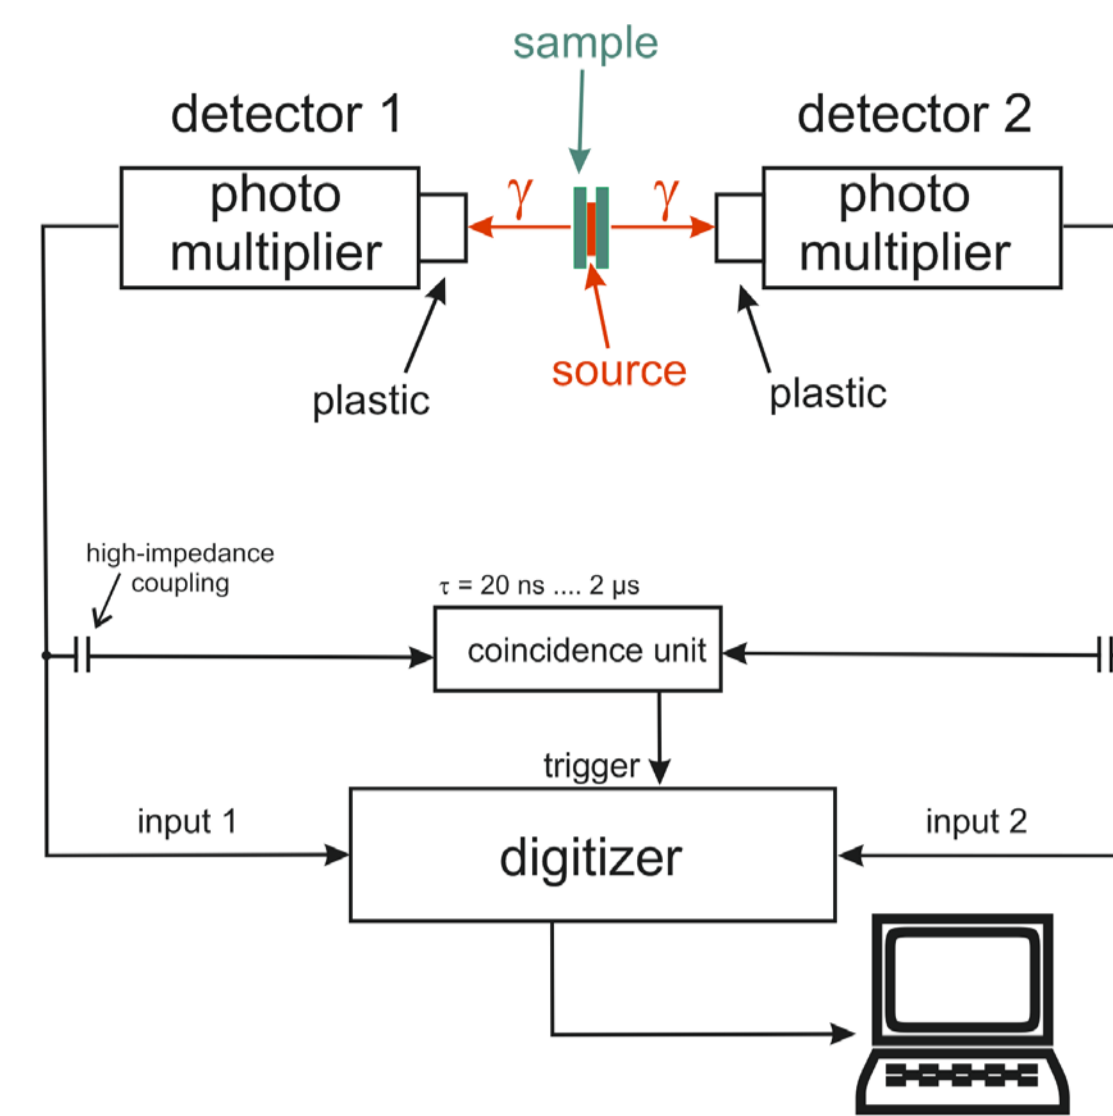 sample
detector 1
detector 2
photo
multiplier
γ
γ
photo
multiplier
source
plastic
plastic
high-impedance
coupling
τ = 20 ns .... 2 μs
coincidence unit
trigger
input 1
input 2
digitizer